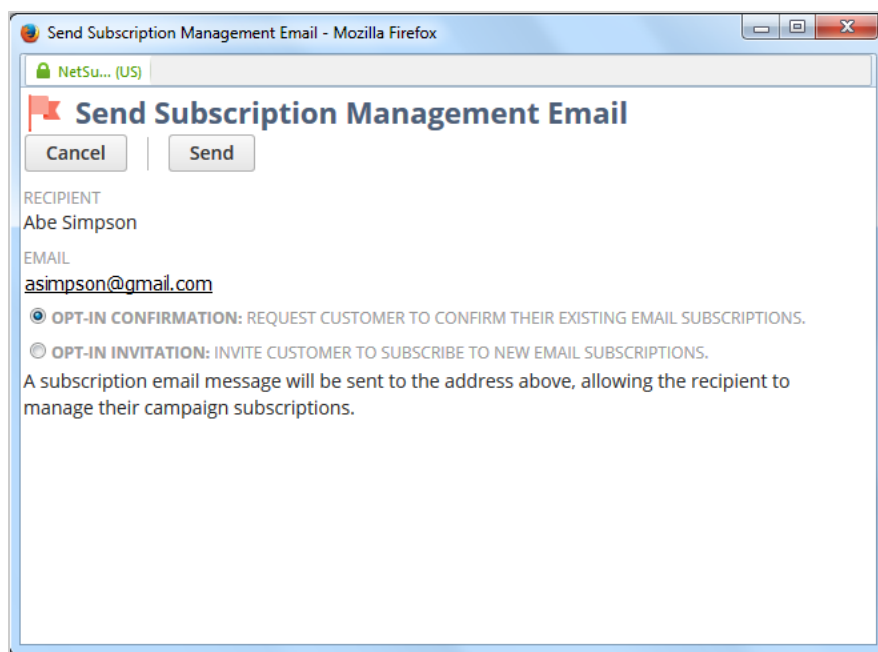 Send Subscription Management Email - Mozilla Firefox
NetSu... (US)
Send Subscription Management Email
Cancel Send
RECIPIENT
Abe Simpson
EMAIL
asimpson@gmail.com
OPT-IN CONFIRMATION: REQUEST CUSTOMER TO CONFIRM THEIR EXISTING EMAIL SUBSCRIPTIONS.
OPT-IN INVITATION: INVITE CUSTOMER TO SUBSCRIBE TO NEW EMAIL SUBSCRIPTIONS.
A subscription email message will be sent to the address above, allowing the recipient to
manage their campaign subscriptions.